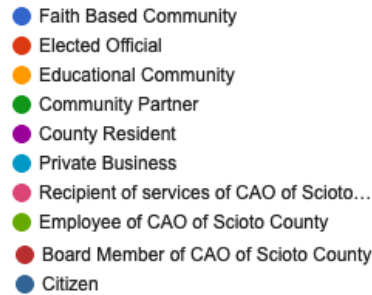 Faith Based Community
Elected Official
Educational Community
Community Partner
County Resident
Private Business
Recipient of services of CAO of Scioto…
Employee of CAO of Scioto County
Board Member of CAO of Scioto County
Citizen